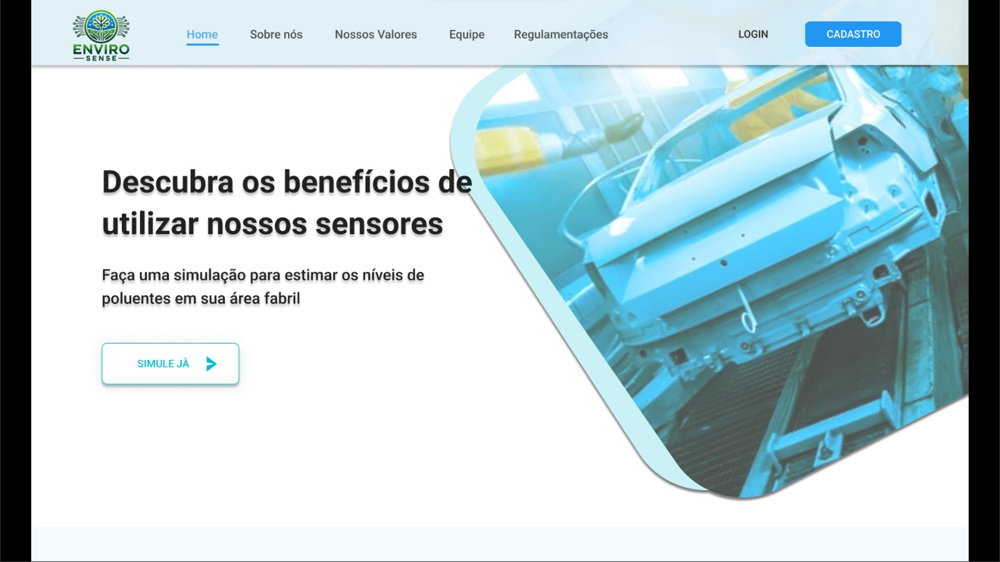 ENVIRO
SENSE
Home
Sobre nós
Nossos Valores
Equipe
Regulamentações
LOGIN
CADASTRO
Descubra os benefícios de
utilizar nossos sensores
Faça uma simulação para estimar os níveis de
poluentes em sua área fabril
SIMULE JÀ